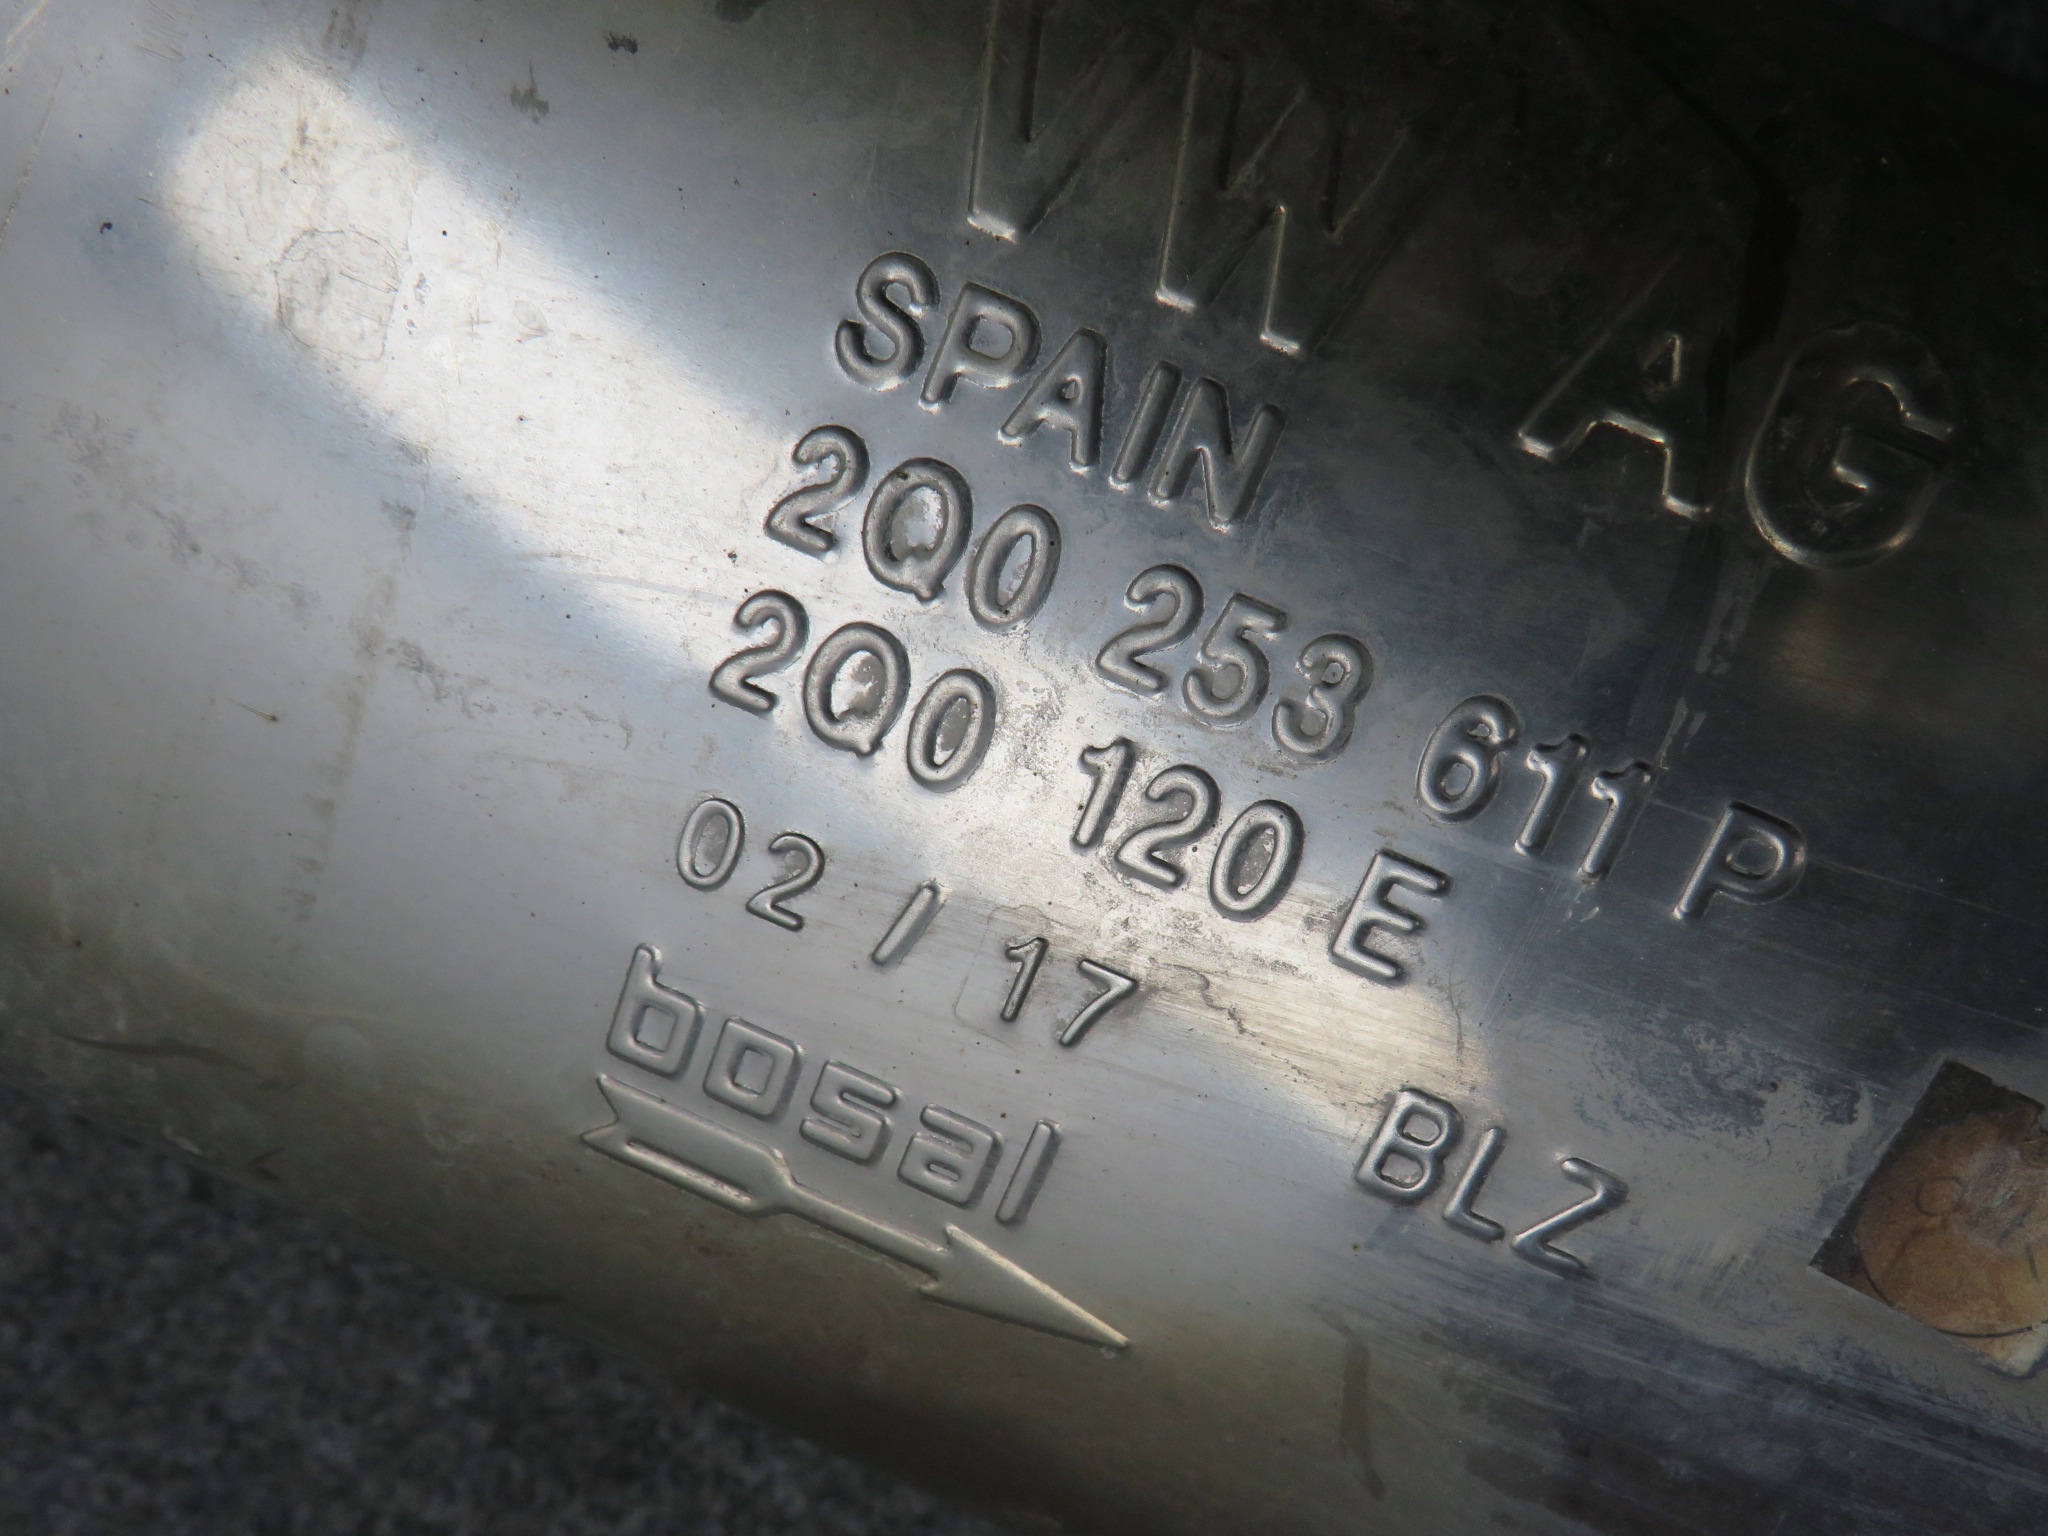 VW AG
SPAIN
2Q0 253 611 P
2Q0 120 E
02 / 17
bosal
BLZ